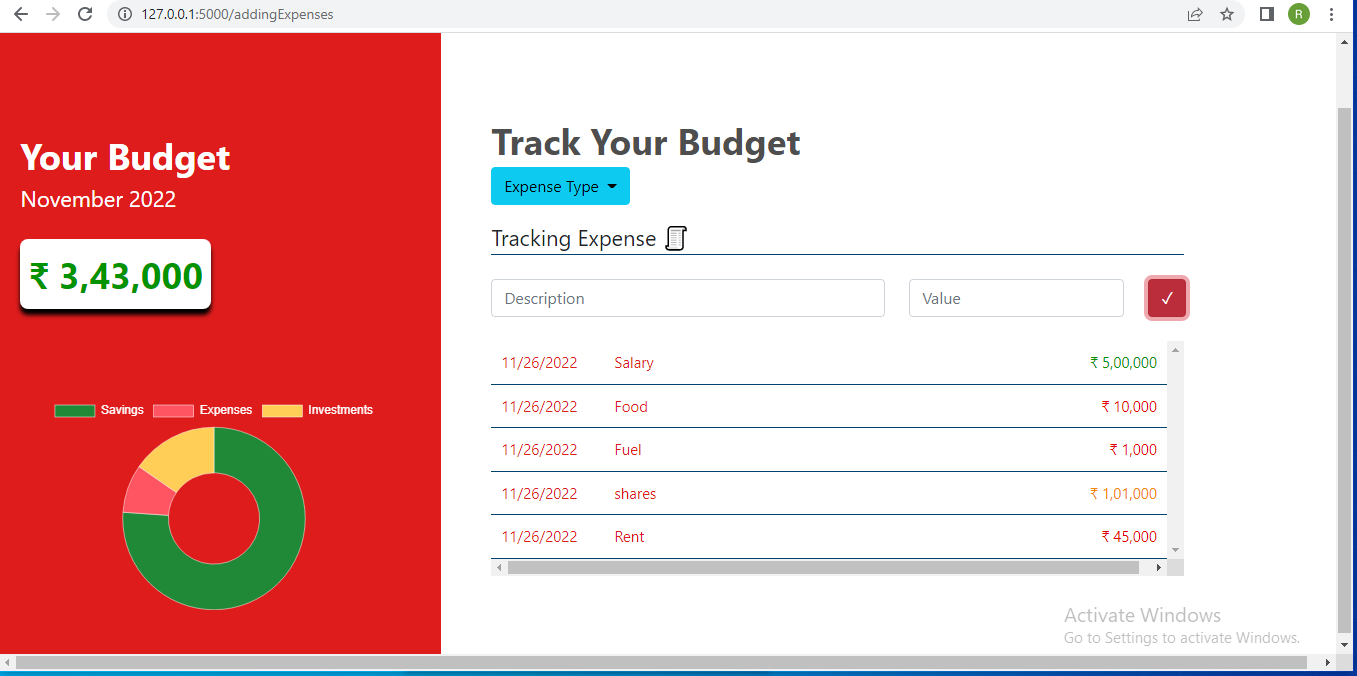 127.0.0.1:5000/addingExpenses
R
Your Budget
November 2022
₹ 3,43,000
Savings Expenses Investments
Track Your Budget
Expense Type
Tracking Expense
Description Value ✓
11/26/2022 Salary ₹ 5,00,000
11/26/2022 Food ₹ 10,000
11/26/2022 Fuel ₹ 1,000
11/26/2022 shares ₹ 1,01,000
11/26/2022 Rent ₹ 45,000
Activate Windows
Go to Settings to activate Windows.